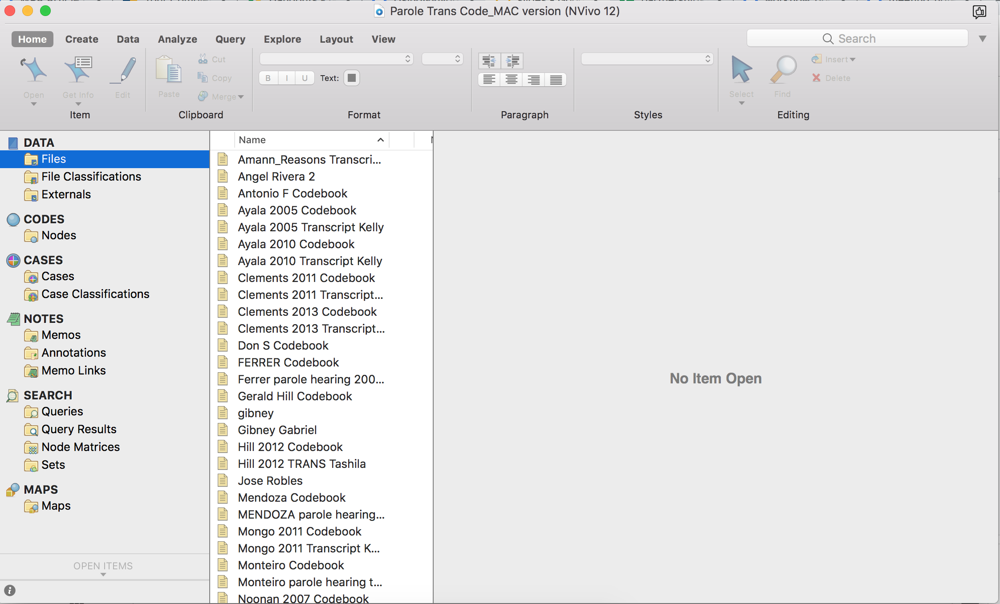 Parole Trans Code_MAC version (NVivo 12)
Home Create Data Analyze Query Explore Layout View
Search
Open Get Info Edit
Item
Paste Cut Copy Merge
Clipboard
B I U Text:
Format
Paragraph
Styles
Select Find Insert Delete
Editing
DATA
Files
File Classifications
Externals
CODES
Nodes
CASES
Cases
Case Classifications
NOTES
Memos
Annotations
Memo Links
SEARCH
Queries
Query Results
Node Matrices
Sets
MAPS
Maps
OPEN ITEMS
Name
Amann_Reasons Transcri...
Angel Rivera 2
Antonio F Codebook
Ayala 2005 Codebook
Ayala 2005 Transcript Kelly
Ayala 2010 Codebook
Ayala 2010 Transcript Kelly
Clements 2011 Codebook
Clements 2011 Transcript...
Clements 2013 Codebook
Clements 2013 Transcript...
Don S Codebook
FERRER Codebook
Ferrer parole hearing 200...
Gerald Hill Codebook
gibney
Gibney Gabriel
Hill 2012 Codebook
Hill 2012 TRANS Tashila
Jose Robles
Mendoza Codebook
MENDOZA parole hearing...
Mongo 2011 Codebook
Mongo 2011 Transcript K...
Monteiro Codebook
Monteiro parole hearing t...
Noonan 2007 Codebook
No Item Open